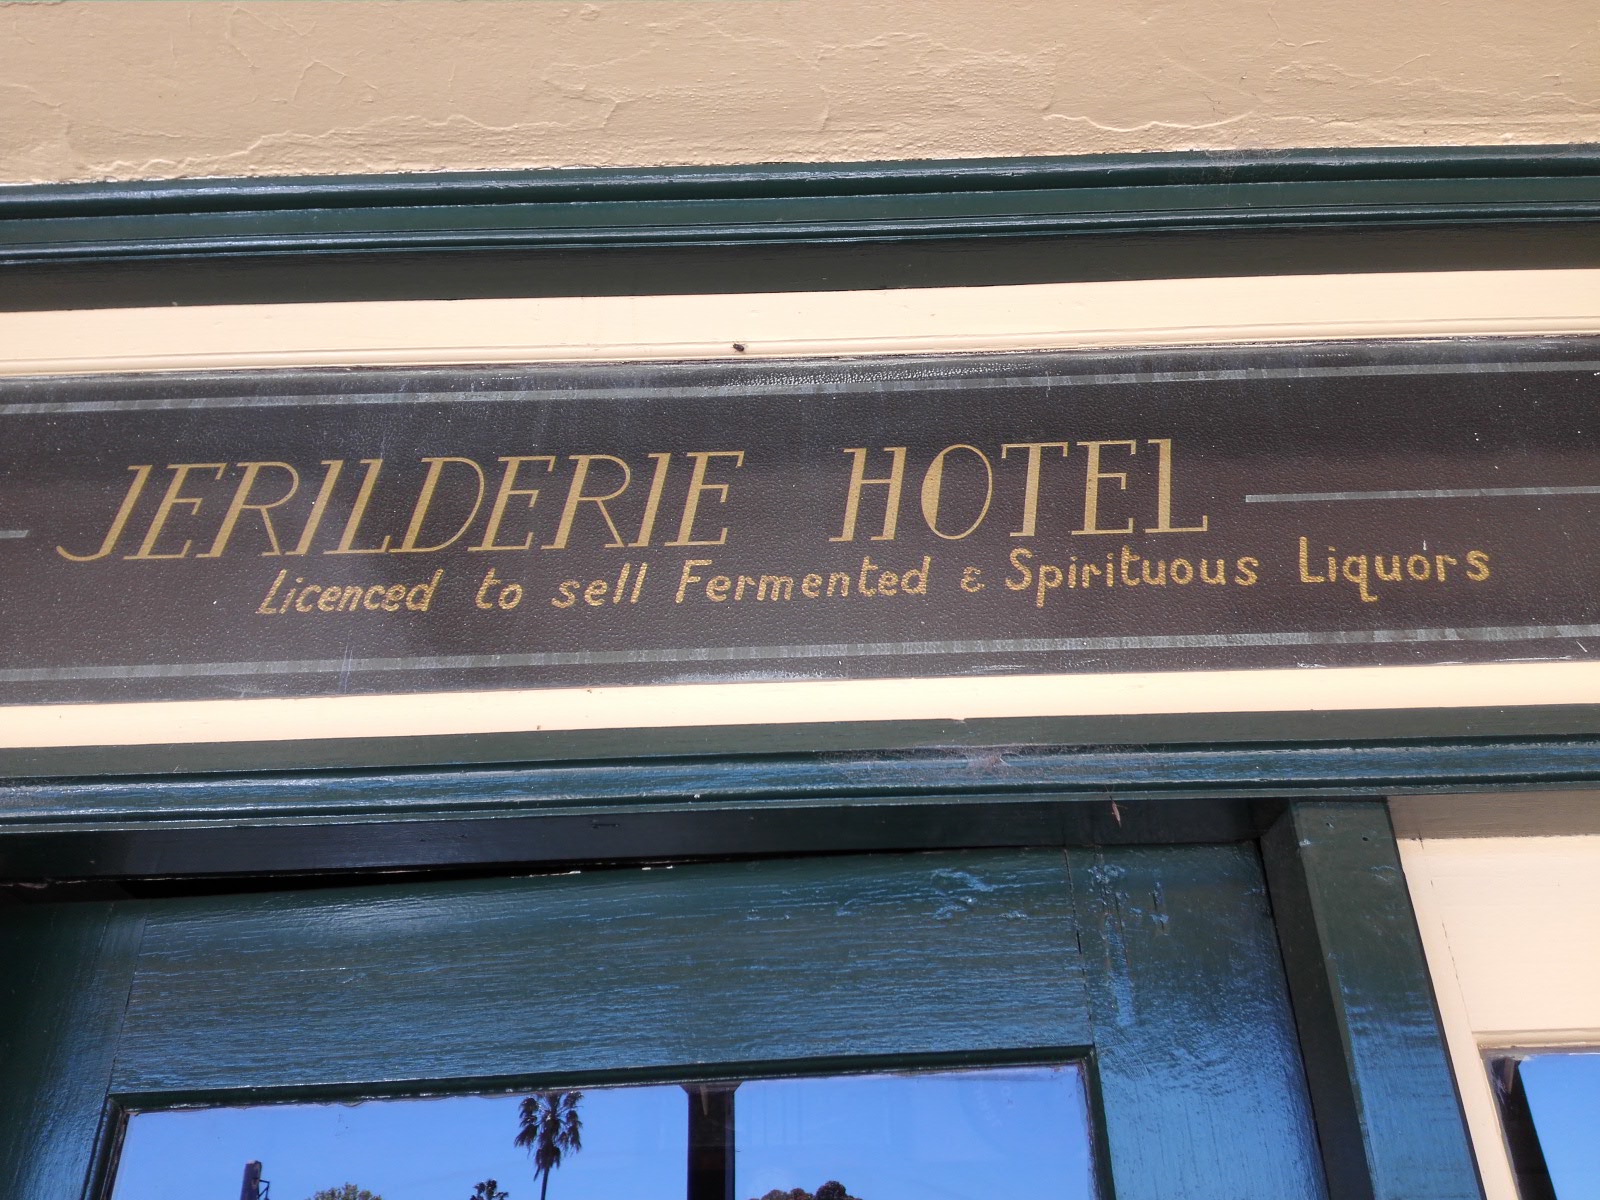 JERILDERIE HOTEL
Licenced to sell Fermented & Spirituous Liquors